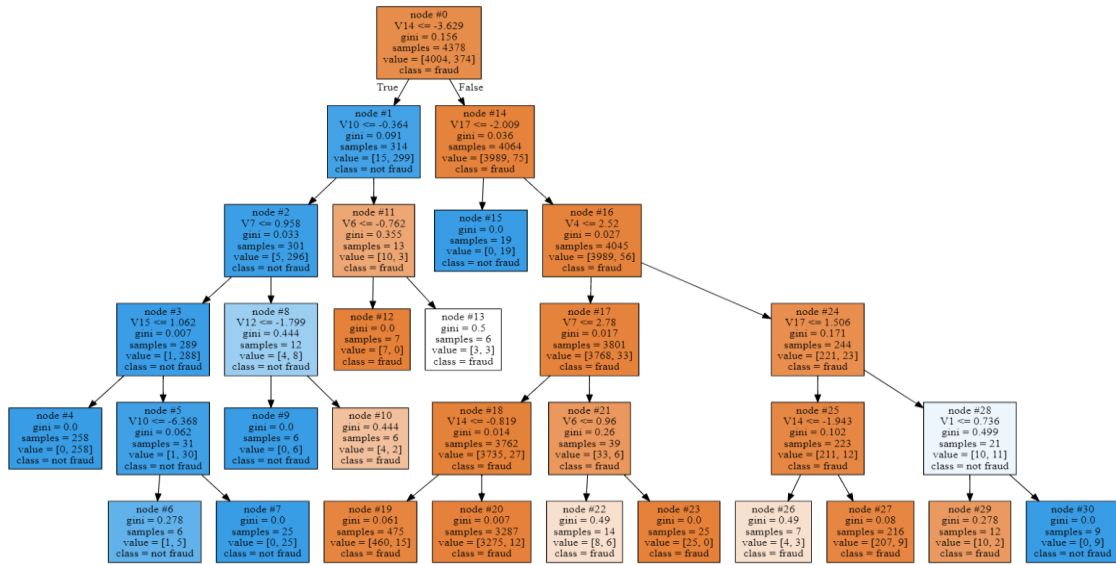 node #0
V14 <= -3.629
gini = 0.156
samples = 4378
value = [4004, 374]
class = fraud
True
False
node #1
V10 <= -0.364
gini = 0.091
samples = 314
value = [15, 299]
class = not fraud
node #14
V17 <= -2.009
gini = 0.036
samples = 4064
value = [3989, 75]
class = fraud
node #2
V7 <= 0.958
gini = 0.033
samples = 301
value = [5, 296]
class = not fraud
node #11
V6 <= -0.762
gini = 0.355
samples = 13
value = [10, 3]
class = fraud
node #15
gini = 0.0
samples = 19
value = [0, 19]
class = not fraud
node #16
V4 <= 2.52
gini = 0.027
samples = 4045
value = [3989, 56]
class = fraud
node #3
V15 <= 1.062
gini = 0.007
samples = 289
value = [1, 288]
class = not fraud
node #8
V12 <= -1.799
gini = 0.444
samples = 12
value = [4, 8]
class = not fraud
node #12
gini = 0.0
samples = 7
value = [7, 0]
class = fraud
node #13
gini = 0.5
samples = 6
value = [3, 3]
class = fraud
node #17
V7 <= 2.78
gini = 0.017
samples = 3801
value = [3768, 33]
class = fraud
node #24
V17 <= 1.506
gini = 0.171
samples = 244
value = [221, 23]
class = fraud
node #4
gini = 0.0
samples = 258
value = [0, 258]
class = not fraud
node #5
V10 <= -6.368
gini = 0.062
samples = 31
value = [1, 30]
class = not fraud
node #9
gini = 0.0
samples = 6
value = [0, 6]
class = not fraud
node #10
gini = 0.444
samples = 6
value = [4, 2]
class = fraud
node #18
V14 <= -0.819
gini = 0.014
samples = 3762
value = [3735, 27]
class = fraud
node #21
V6 <= 0.96
gini = 0.26
samples = 39
value = [33, 6]
class = fraud
node #25
V14 <= -1.943
gini = 0.102
samples = 223
value = [211, 12]
class = fraud
node #28
V1 <= 0.736
gini = 0.499
samples = 21
value = [10, 11]
class = not fraud
node #6
gini = 0.278
samples = 6
value = [1, 5]
class = not fraud
node #7
gini = 0.0
samples = 25
value = [0, 25]
class = not fraud
node #19
gini = 0.061
samples = 475
value = [460, 15]
class = fraud
node #20
gini = 0.007
samples = 3287
value = [3275, 12]
class = fraud
node #22
gini = 0.49
samples = 14
value = [8, 6]
class = fraud
node #23
gini = 0.0
samples = 25
value = [25, 0]
class = fraud
node #26
gini = 0.49
samples = 7
value = [4, 3]
class = fraud
node #27
gini = 0.08
samples = 216
value = [207, 9]
class = fraud
node #29
gini = 0.278
samples = 12
value = [10, 2]
class = fraud
node #30
gini = 0.0
samples = 9
value = [0, 9]
class = not fraud